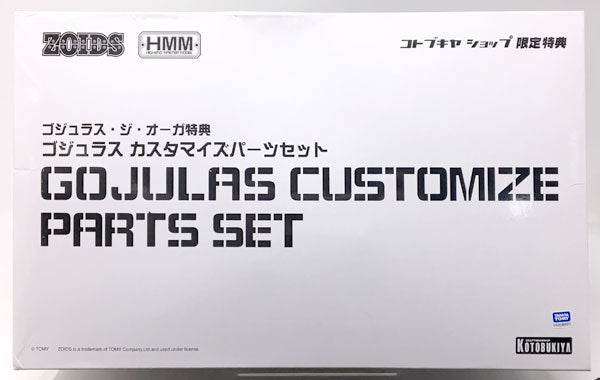 ZOIDS
HMM
HIGHEND MASTER MODEL
コトブキヤ ショップ 限定特典
ゴジュラス・ジ・オーガ特典
ゴジュラス カスタマイズパーツセット
GOJULAS CUSTOMIZE
PARTS SET
TAKARA
TOMY
© TOMY ZOIDS is a trademark of TOMY Company,Ltd and used under license.
KOTOBUKIYA